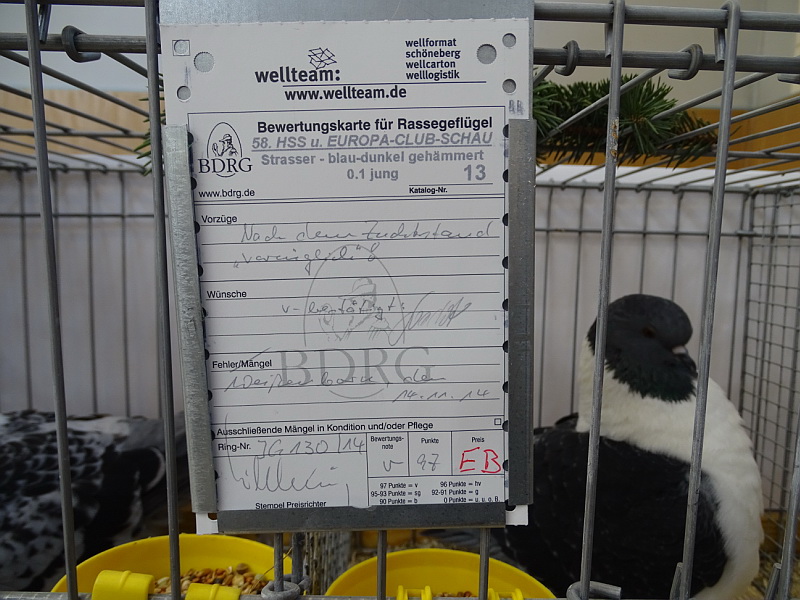 wellteam:
wellformat
schöneberg
wellcarton
welllogistik
www.wellteam.de
BDRG
Bewertungskarte für Rassegeflügel
58. HSS u. EUROPA-CLUB-SCHAU
Strasser - blau-dunkel gehämmert
0.1 jung 13
www.bdrg.de Katalog-Nr.
Vorzüge
Nach dem Zuchtstand
"vorzüglich"
Wünsche
v-bestätigt:
Fehler/Mängel
BDRG
Weißenborn den
14.11.14
Ausschließende Mängel in Kondition und/oder Pflege
Ring-Nr. JG130/14
Bewertungs-
note
v
Punkte
97
Preis
EB
Stempel Preisrichter
97 Punkte = v 96 Punkte = hv
95-93 Punkte = sg 92-91 Punkte = g
90 Punkte = b 0 Punkte = u, u, o. B.